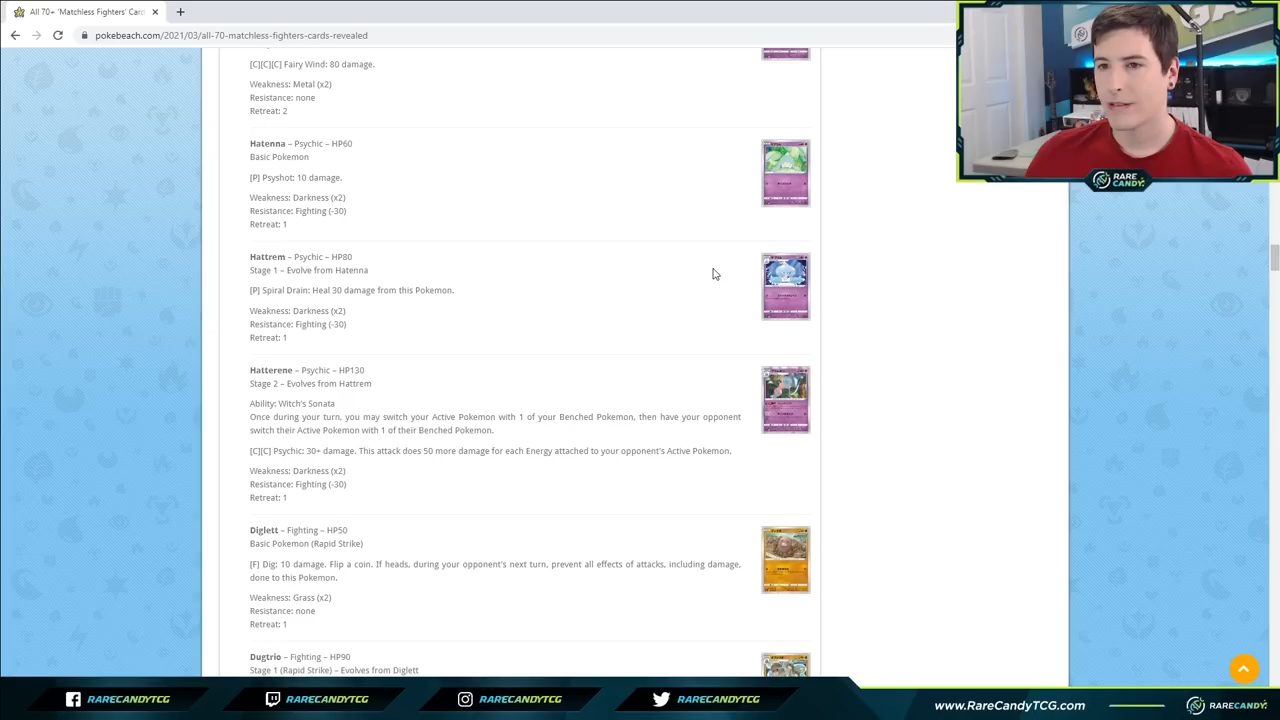 All 70+ 'Matchless Fighters' Card
okebeach.com/2021/03/all-70-matchless-fighters-cards-revealed
[C][C][C] Fairy Wind: 80 damage.
Weakness: Metal (x2)
Resistance: none
Retreat: 2
Hatenna – Psychic – HP60
Basic Pokemon
[P] Psyshot: 10 damage.
Weakness: Darkness (x2)
Resistance: Fighting (-30)
Retreat: 1
Hattrem – Psychic – HP80
Stage 1 – Evolve from Hatenna
[P] Spiral Drain: Heal 30 damage from this Pokemon.
Weakness: Darkness (x2)
Resistance: Fighting (-30)
Retreat: 1
Hatterene – Psychic – HP130
Stage 2 – Evolves from Hattrem
Ability: Witch's Sonata
Once during your turn, you may switch your Active Pokemon with 1 of your Benched Pokemon, then have your opponent
switch their Active Pokemon with 1 of their Benched Pokemon.
[C][C] Psychic: 30+ damage. This attack does 50 more damage for each Energy attached to your opponent's Active Pokemon.
Weakness: Darkness (x2)
Resistance: Fighting (-30)
Retreat: 1
Diglett – Fighting – HP50
Basic Pokemon (Rapid Strike)
[F] Dig: 10 damage. Flip a coin. If heads, during your opponent's next turn, prevent all effects of attacks, including damage,
done to this Pokemon.
Weakness: Grass (x2)
Resistance: none
Retreat: 1
Dugtrio – Fighting – HP90
Stage 1 (Rapid Strike) – Evolves from Diglett
RARE
CANDY
RARECANDYTCG
RARECANDYTCG
RARECANDYTCG
RARECANDYTCG
www.RareCandyTCG.com
RARECANDY